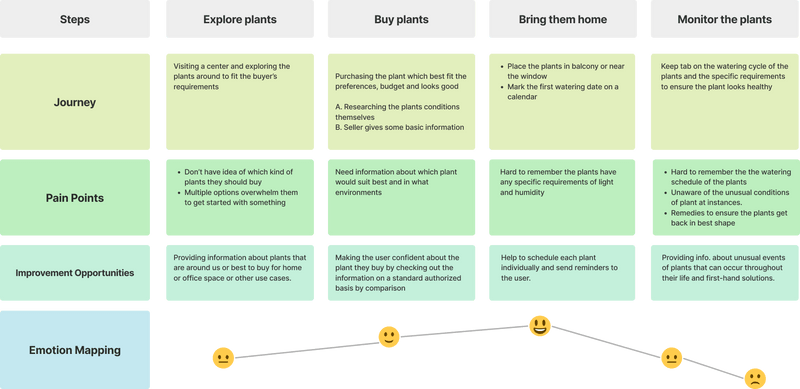 Steps
Explore plants
Buy plants
Bring them home
Monitor the plants
Journey
Visiting a center and exploring the
plants around to fit the buyer's
requirements
Purchasing the plant which best fit the
preferences, budget and looks good
A. Researching the plants conditions
themselves
B. Seller gives some basic information
• Place the plants in balcony or near
the window
• Mark the first watering date on a
calendar
Keep tab on the watering cycle of the
plants and the specific requirements
to ensure the plant looks healthy
Pain Points
• Don't have idea of which kind of
plants they should buy
• Multiple options overwhelm them
to get started with something
Need information about which plant
would suit best and in what
environments
Hard to remember the plants have
any specific requirements of light
and humidity
• Hard to remember the the watering
schedule of the plants
• Unaware of the unusual conditions
of plant at instances.
• Remedies to ensure the plants get
back in best shape
Improvement Opportunities
Providing information about plants that
are around us or best to buy for home
or office space or other use cases.
Making the user confident about the
plant they buy by checking out the
information on a standard authorized
basis by comparison
Help to schedule each plant
individually and send reminders to
the user.
Providing info. about unusual events
of plants that can occur throughout
their life and first-hand solutions.
Emotion Mapping